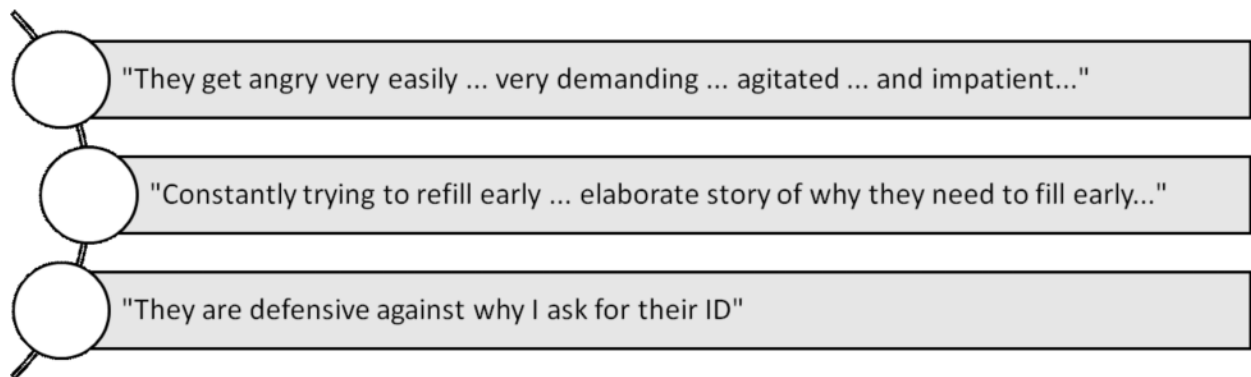 "They get angry very easily ... very demanding ... agitated ... and impatient..."
"Constantly trying to refill early ... elaborate story of why they need to fill early..."
"They are defensive against why I ask for their ID"